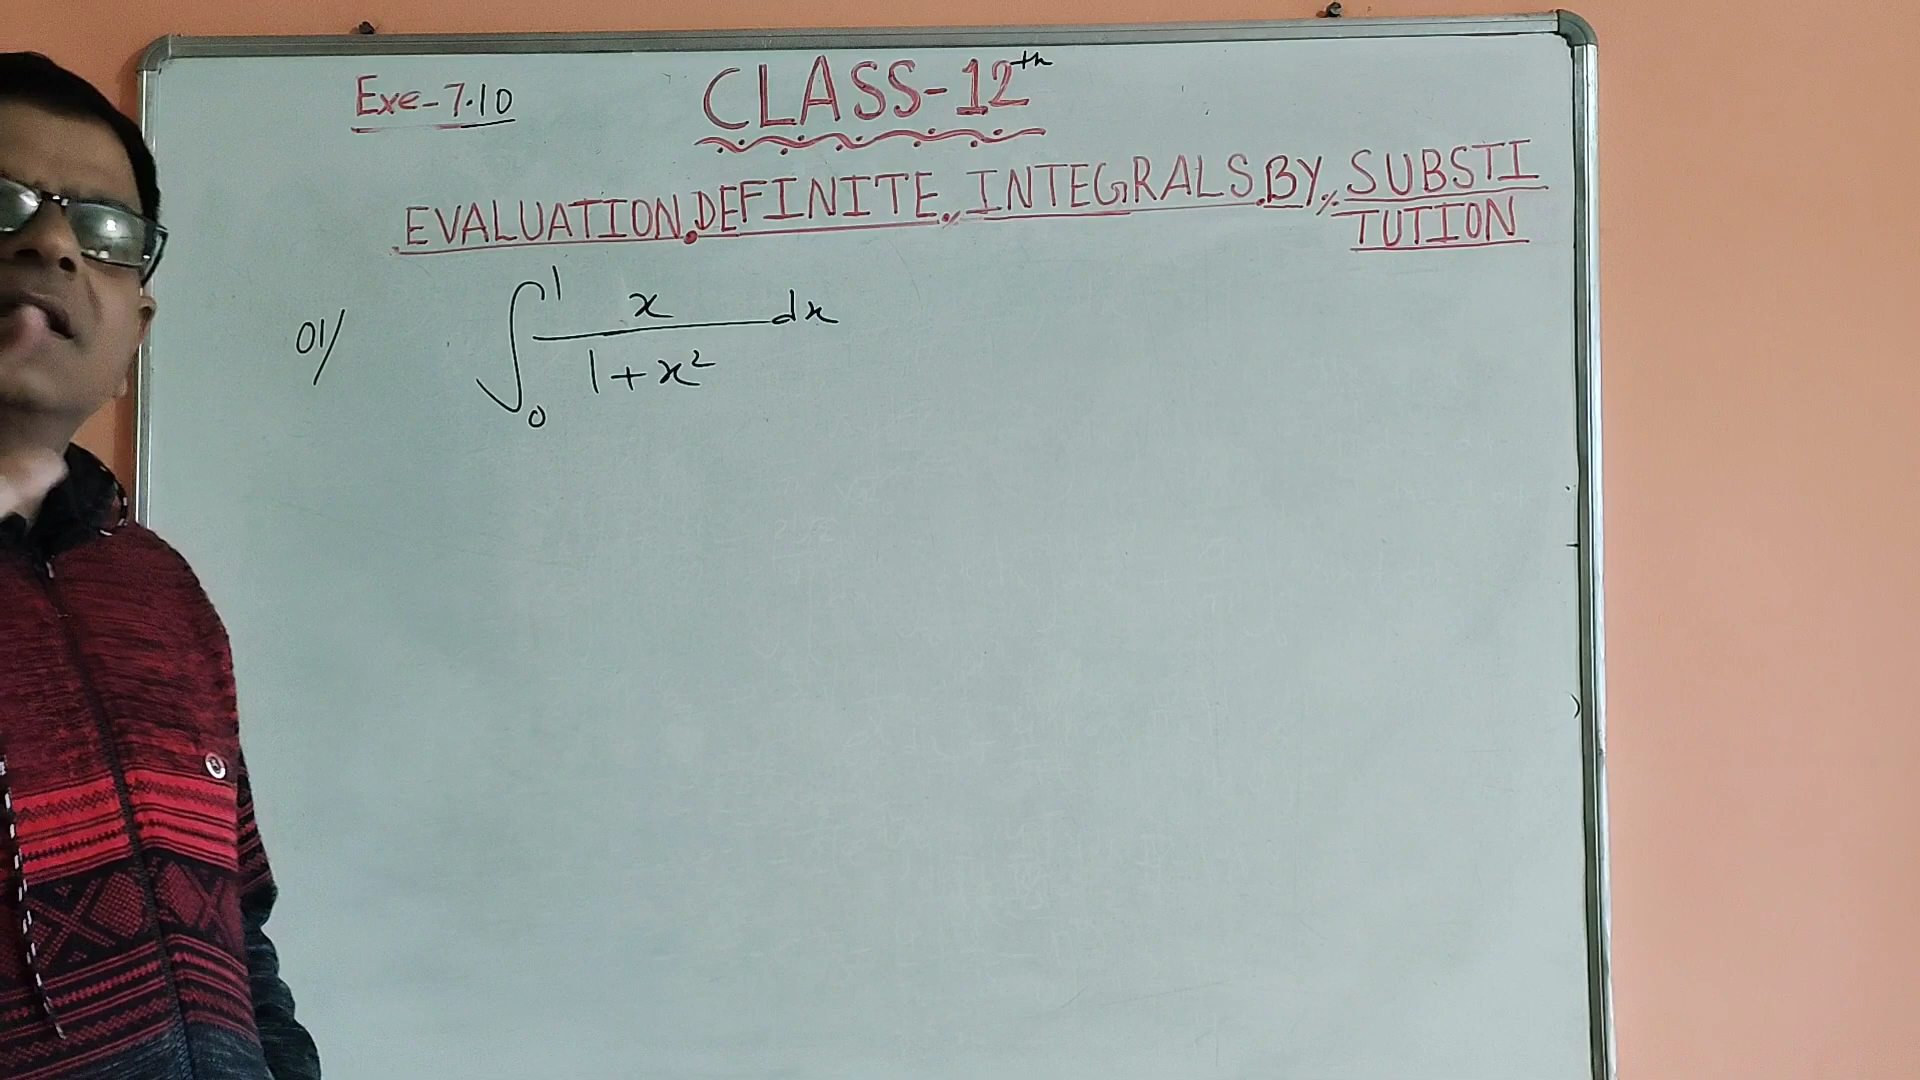 Exe-7.10
CLASS-12th
EVALUATION DEFINITE INTEGRALS BY SUBSTI
TUTION
01/ ∫₀¹ x/(1+x²) dx